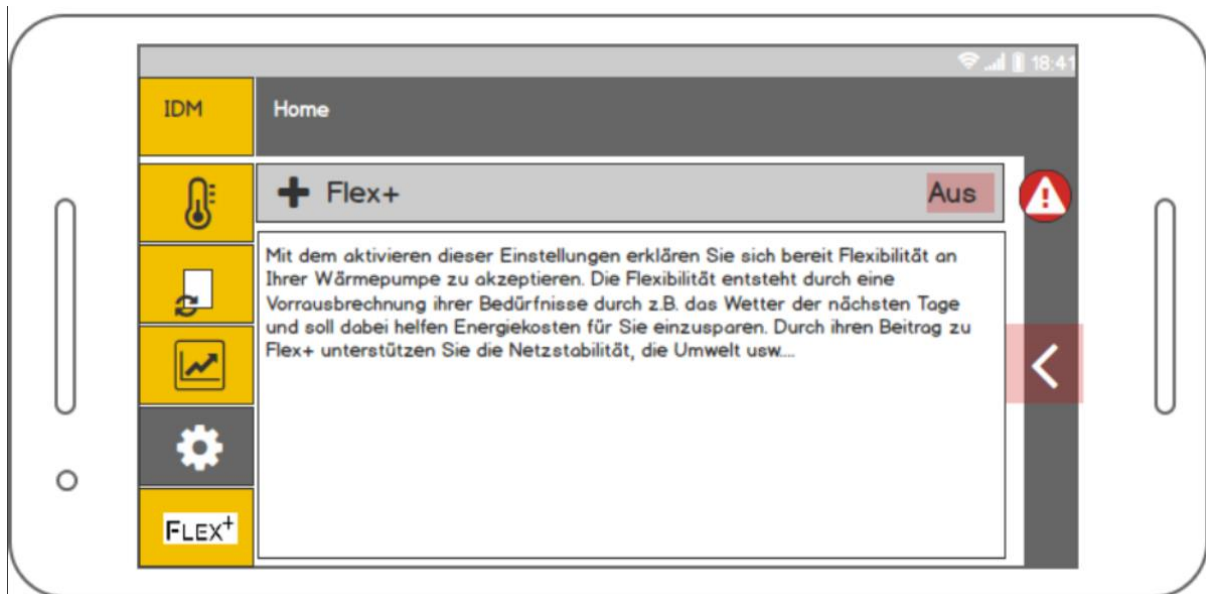 18:41
IDM
Home
Flex+
Aus
Mit dem aktivieren dieser Einstellungen erklären Sie sich bereit Flexibilität an
Ihrer Wärmepumpe zu akzeptieren. Die Flexibilität entsteht durch eine
Vorrausbrechnung ihrer Bedürfnisse durch z.B. das Wetter der nächsten Tage
und soll dabei helfen Energiekosten für Sie einzusparen. Durch ihren Beitrag zu
Flex+ unterstützen Sie die Netzstabilität, die Umwelt usw....
FLEX+